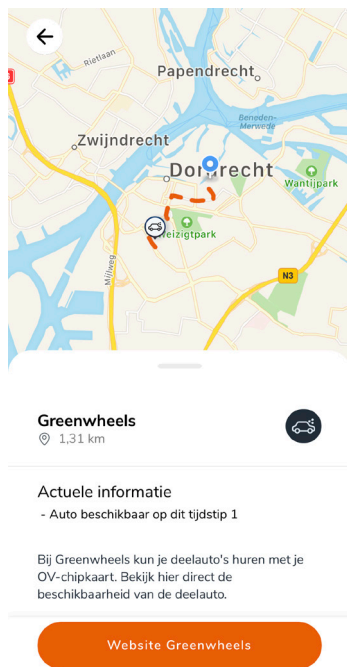 Rietlaan
Papendrecht
Zwijndrecht
Beneden-
Merwede
Dordrecht
Wantijpark
Weizigtpark
Mijlweg
N3
Greenwheels
1,31 km
Actuele informatie
- Auto beschikbaar op dit tijdstip 1
Bij Greenwheels kun je deelauto's huren met je
OV-chipkaart. Bekijk hier direct de
beschikbaarheid van de deelauto.
Website Greenwheels